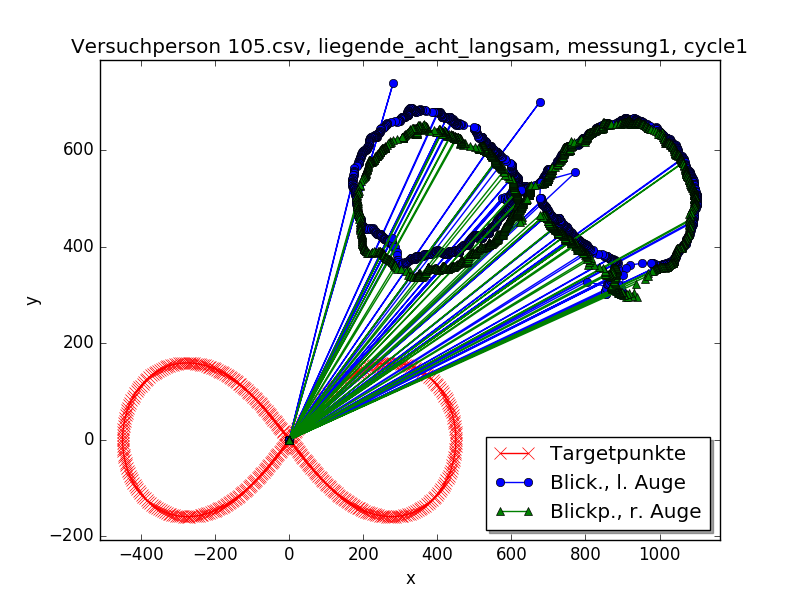 Versuchperson 105.csv, liegende_acht_langsam, messung1, cycle1
y
600
400
200
0
−200
−400
−200
0
200
400
600
800
1000
x
Targetpunkte
Blick., l. Auge
Blickp., r. Auge